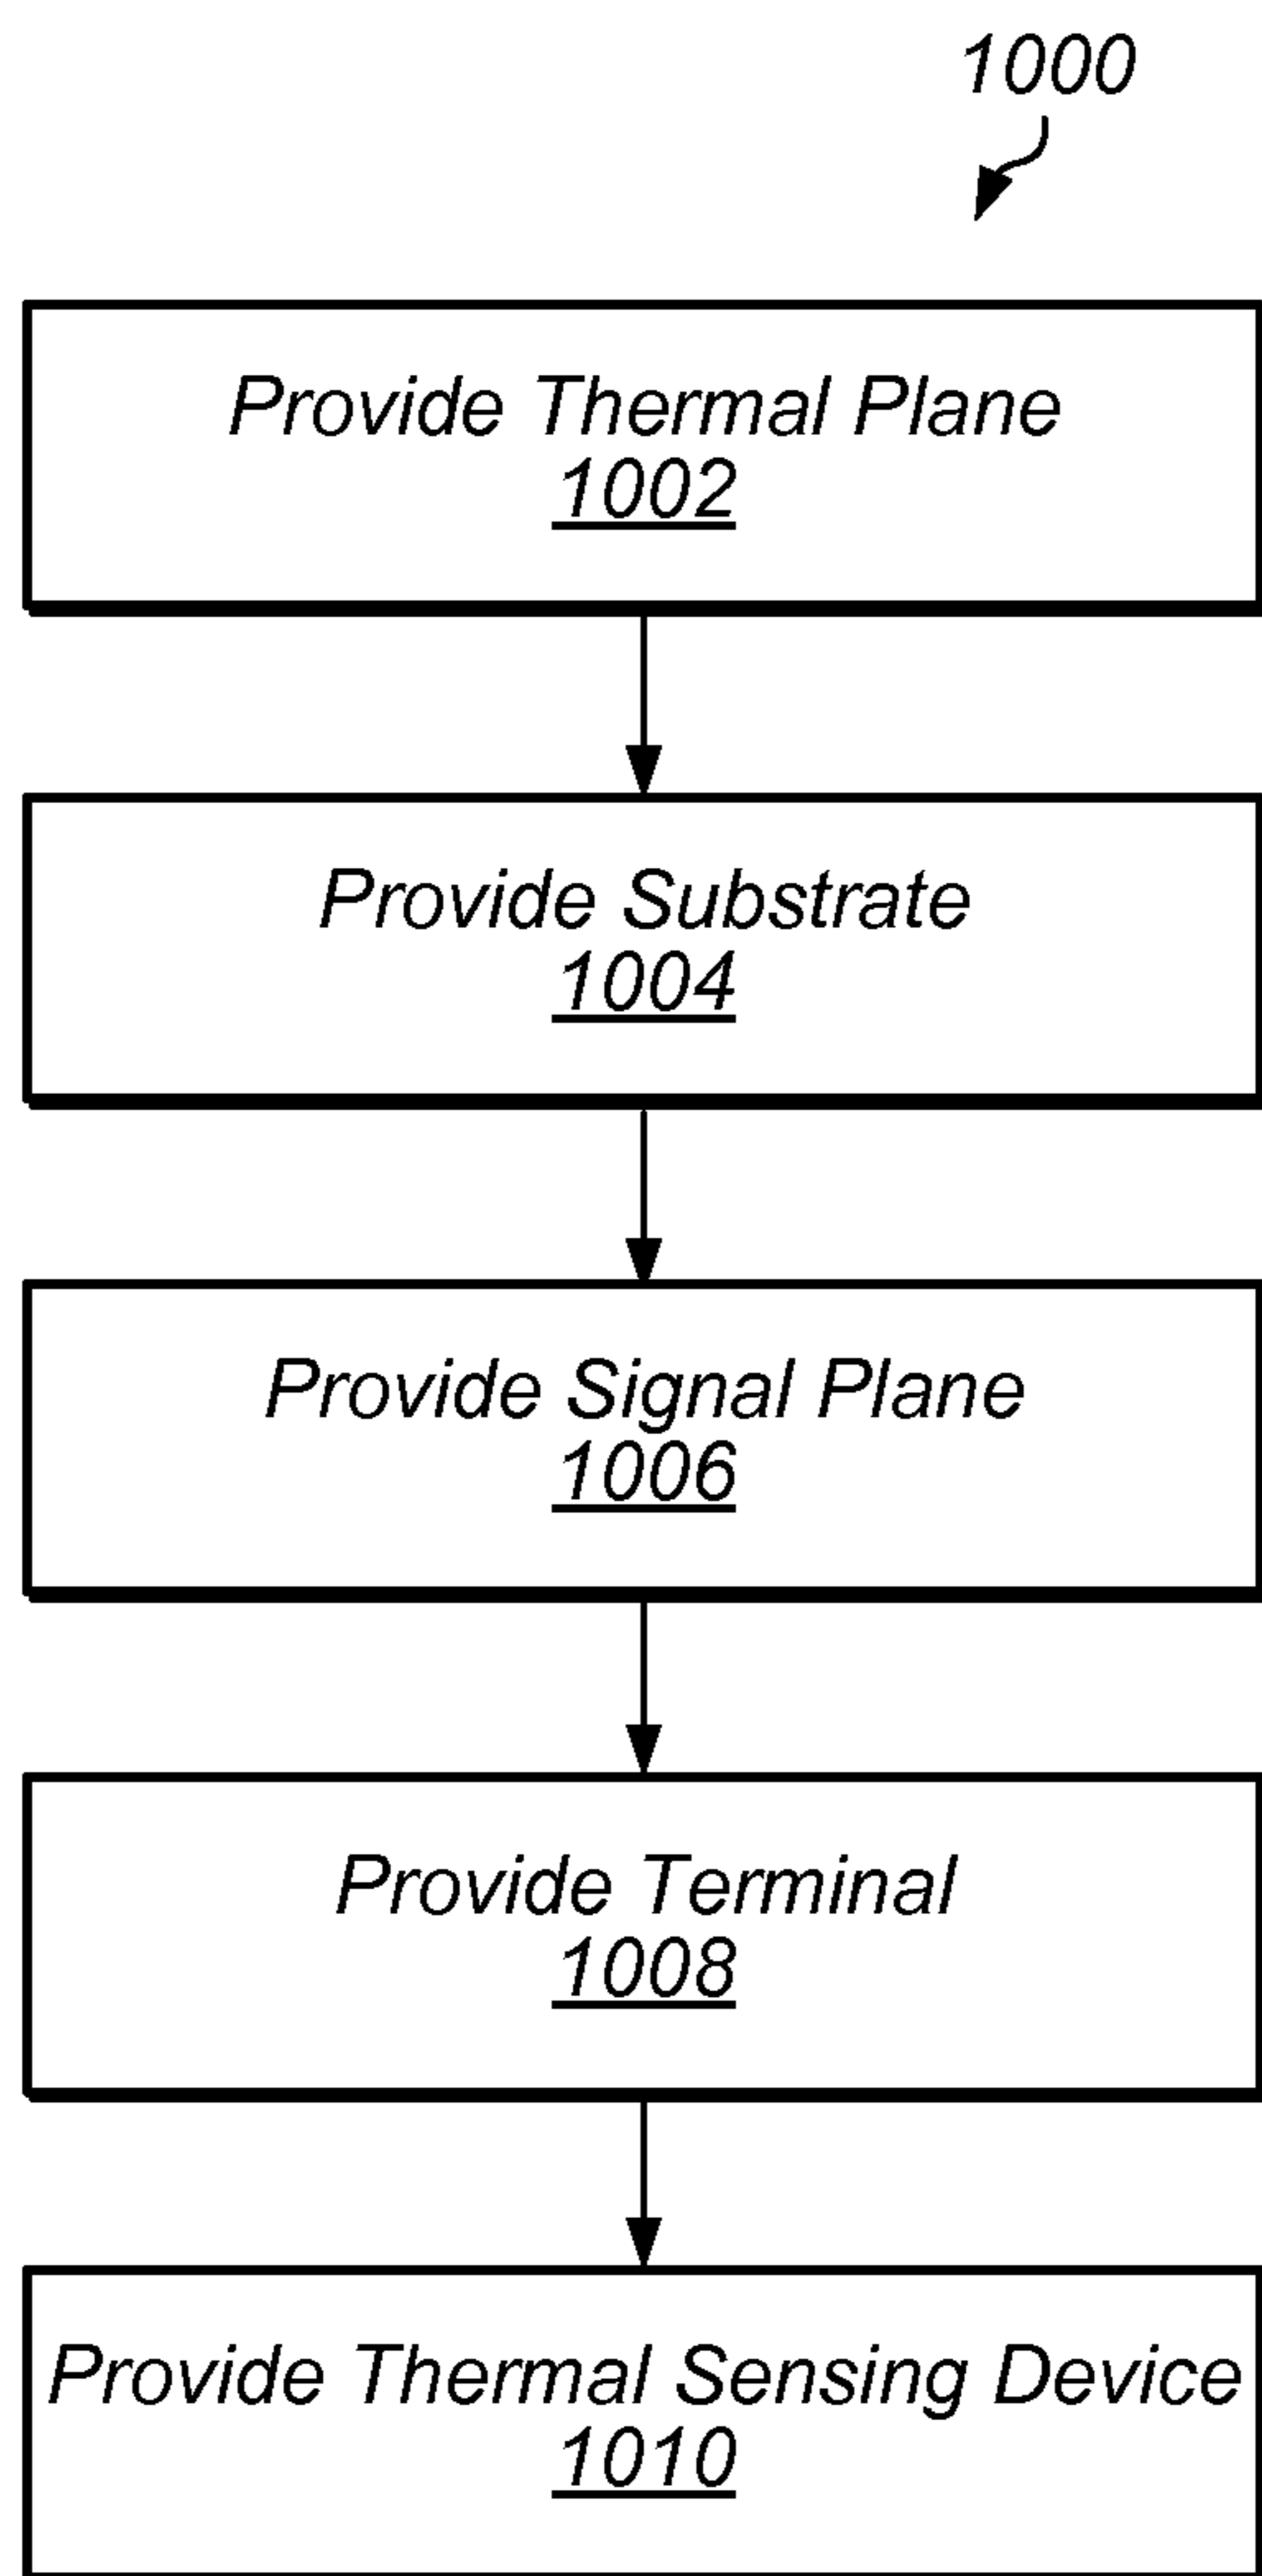 1000
Provide Thermal Plane
1002
Provide Substrate
1004
Provide Signal Plane
1006
Provide Terminal
1008
Provide Thermal Sensing Device
1010